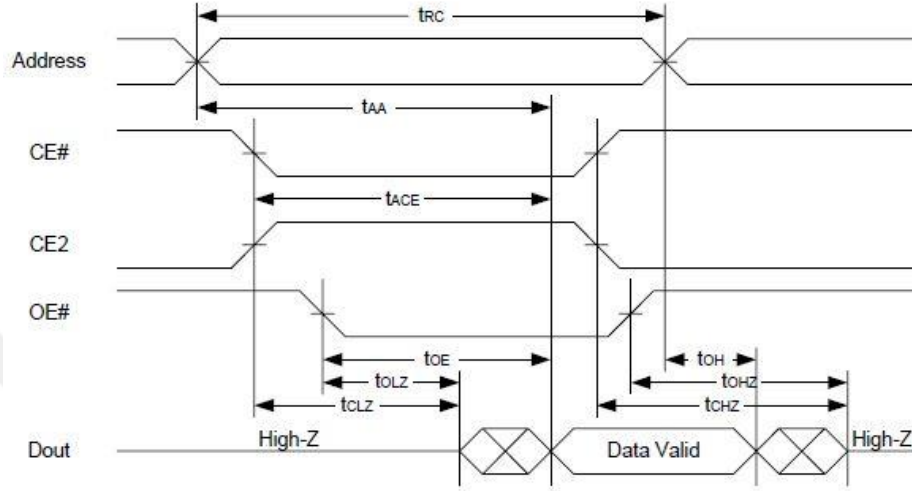 tRC
Address
tAA
CE#
tACE
CE2
OE#
tOE
tOH
tOLZ
tOHZ
tCLZ
tCHZ
High-Z
High-Z
Dout
Data Valid